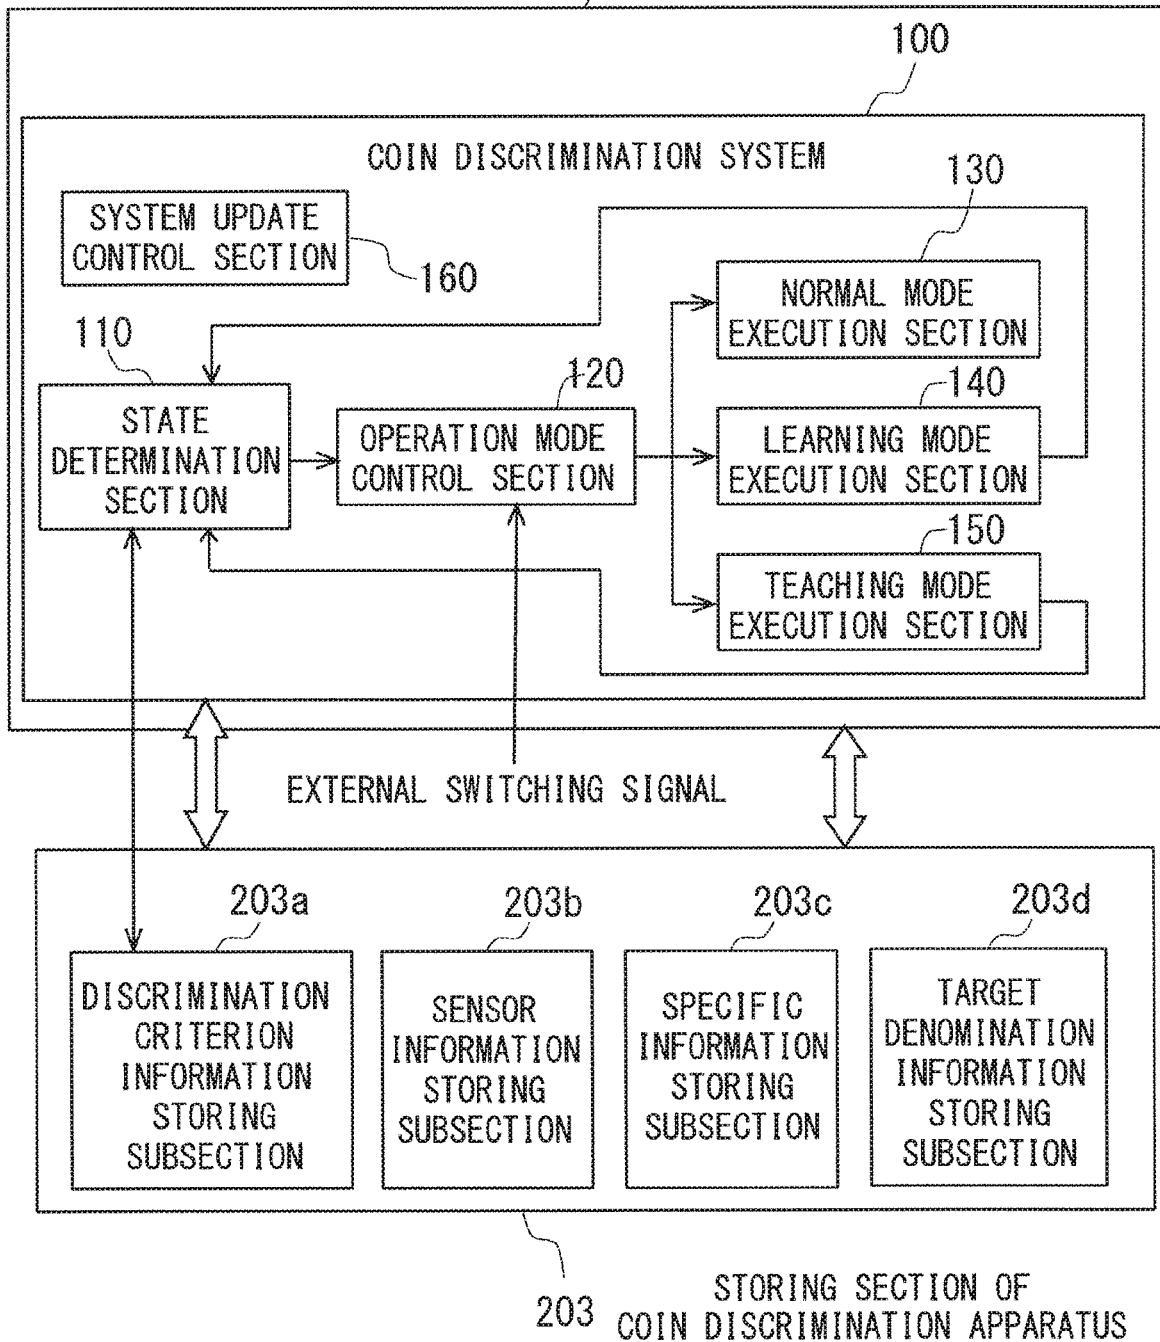 100
COIN DISCRIMINATION SYSTEM
SYSTEM UPDATE
CONTROL SECTION
160
130
NORMAL MODE
EXECUTION SECTION
110
STATE
DETERMINATION
SECTION
120
OPERATION MODE
CONTROL SECTION
140
LEARNING MODE
EXECUTION SECTION
150
TEACHING MODE
EXECUTION SECTION
EXTERNAL SWITCHING SIGNAL
203a
DISCRIMINATION
CRITERION
INFORMATION
STORING
SUBSECTION
203b
SENSOR
INFORMATION
STORING
SUBSECTION
203c
SPECIFIC
INFORMATION
STORING
SUBSECTION
203d
TARGET
DENOMINATION
INFORMATION
STORING
SUBSECTION
203
STORING SECTION OF
COIN DISCRIMINATION APPARATUS